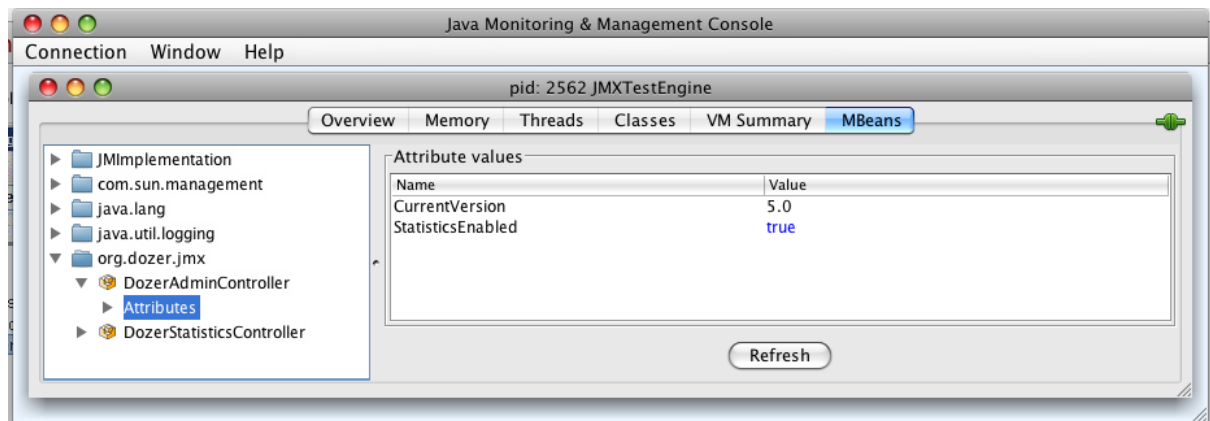 Java Monitoring & Management Console
Connection Window Help
pid: 2562 JMXTestEngine
Overview Memory Threads Classes VM Summary MBeans
JMImplementation
com.sun.management
java.lang
java.util.logging
org.dozer.jmx
DozerAdminController
Attributes
DozerStatisticsController
Attribute values
Name Value
CurrentVersion 5.0
StatisticsEnabled true
Refresh